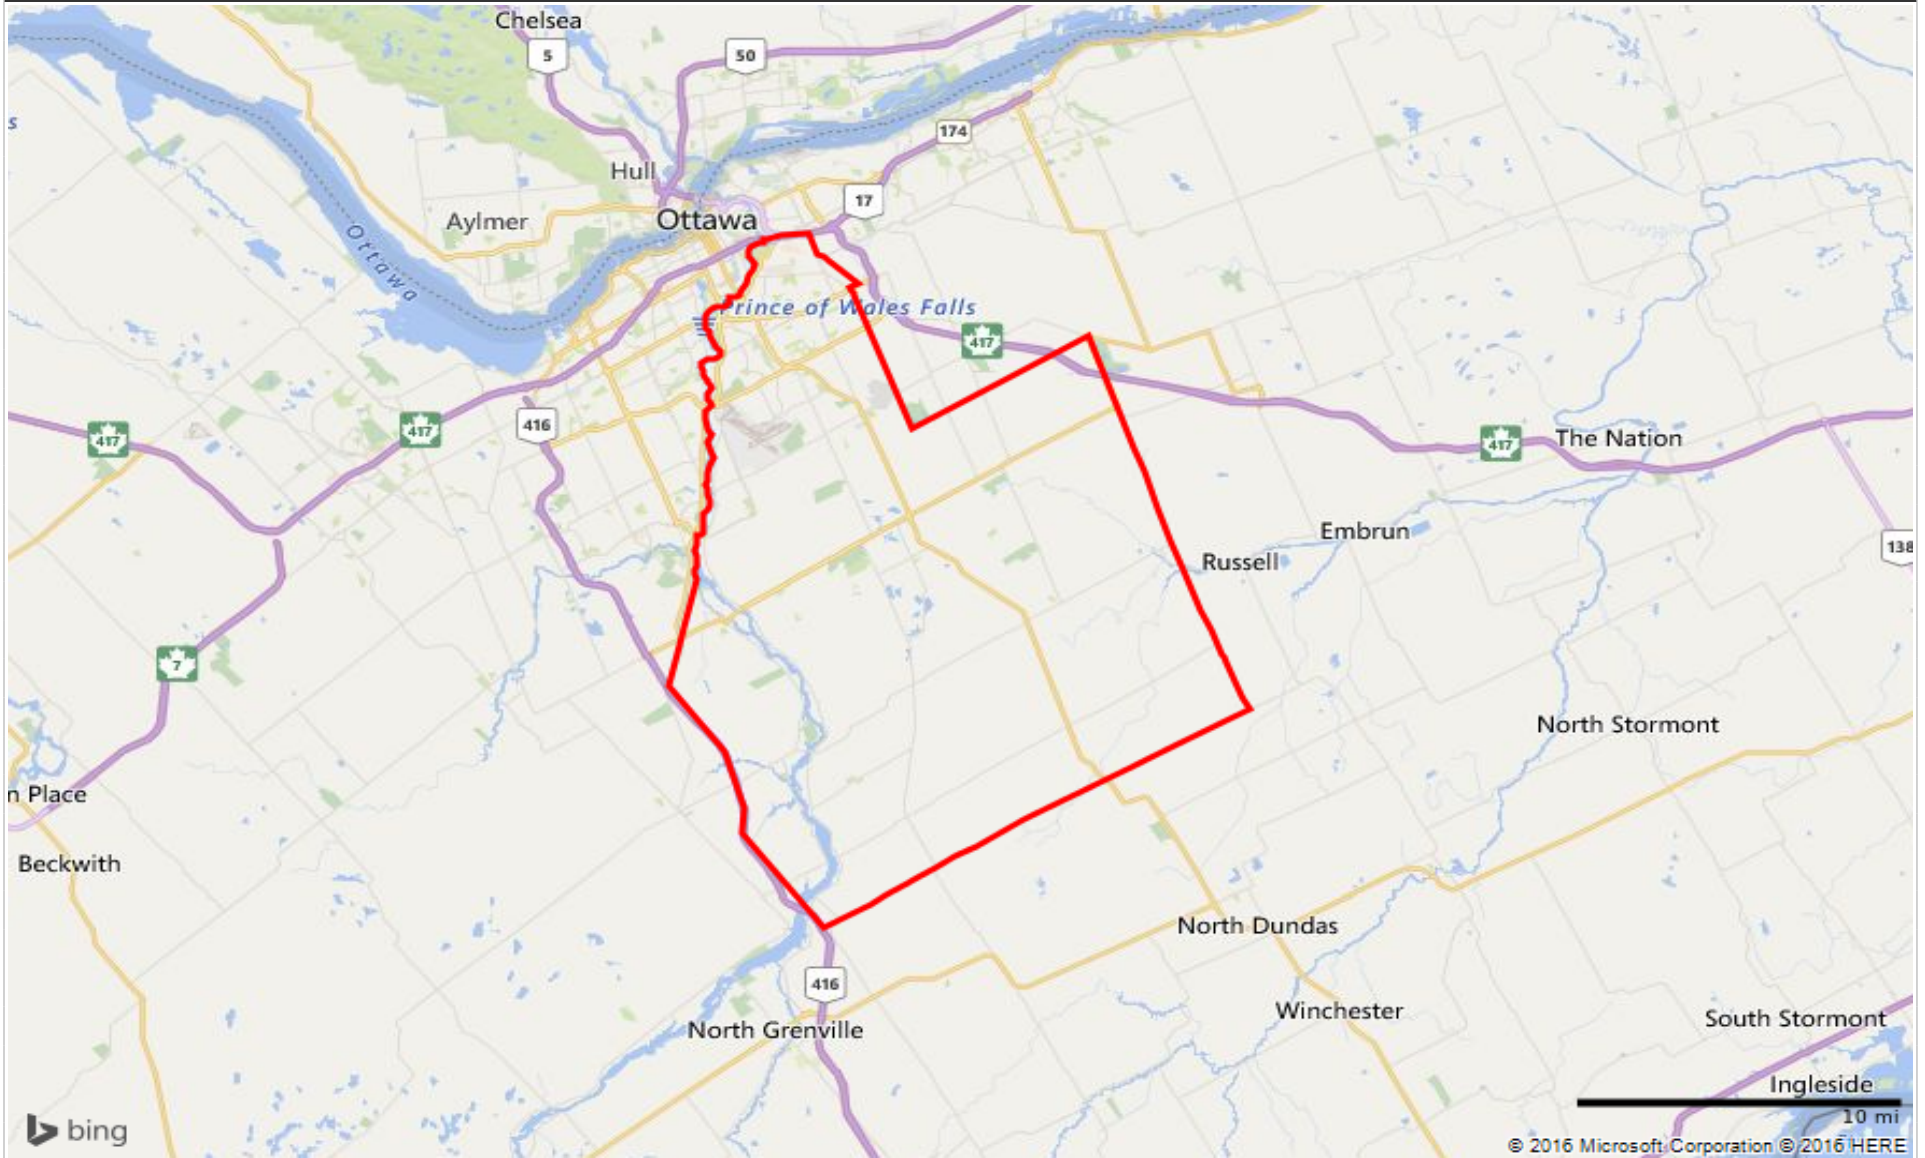 Chelsea
5
50
s
174
Hull
17
Aylmer
Ottawa
Ottawa
Prince of Wales Falls
417
416
417
417
417
The Nation
Embrun
138
Russell
7
North Stormont
n Place
Beckwith
North Dundas
416
Winchester
North Grenville
South Stormont
Ingleside
10 mi
bing
© 2016 Microsoft Corporation © 2016 HERE